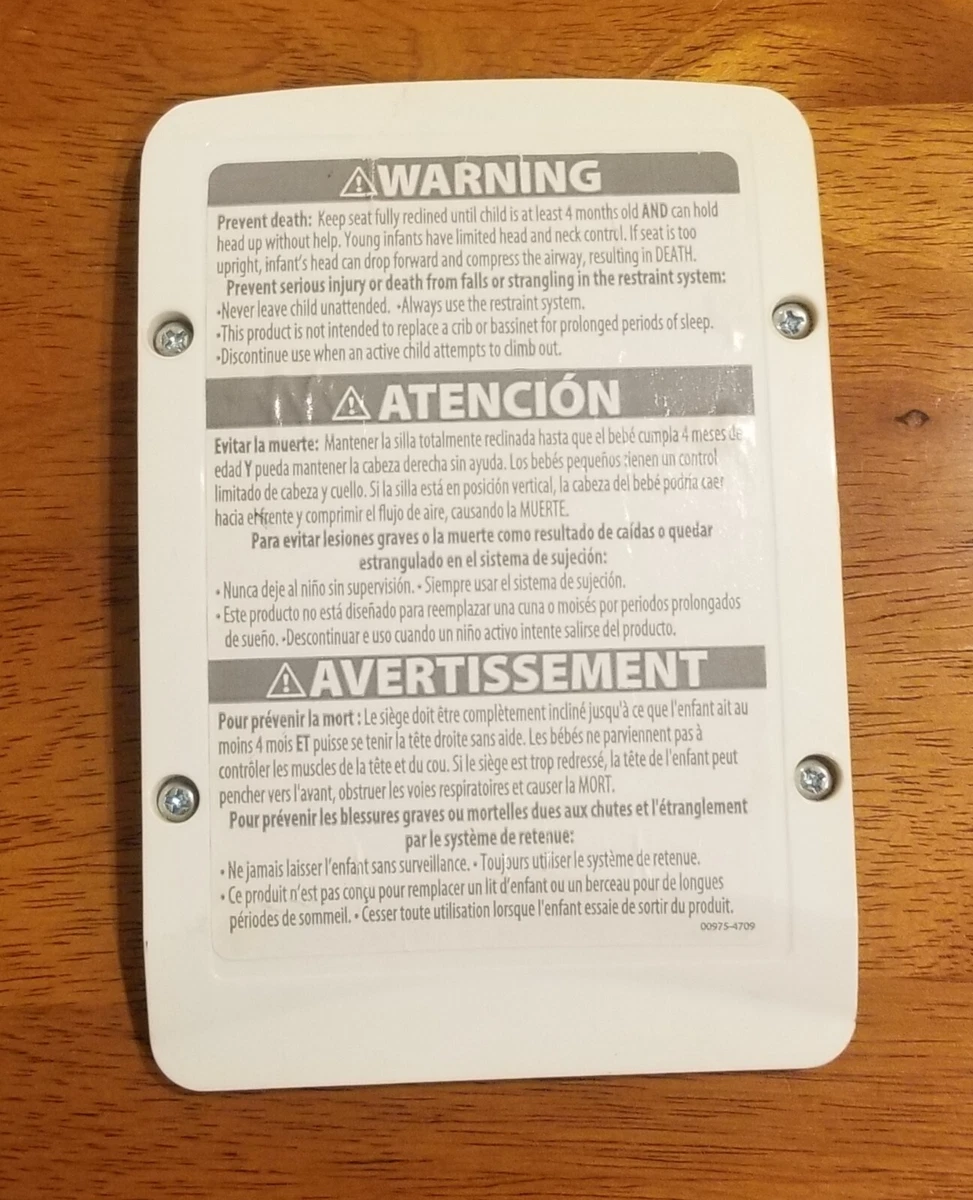 ⚠WARNING
Prevent death: Keep seat fully reclined until child is at least 4 months old AND can hold
head up without help. Young infants have limited head and neck control. If seat is too
upright, infant's head can drop forward and compress the airway, resulting in DEATH.
Prevent serious injury or death from falls or strangling in the restraint system:
•Never leave child unattended. •Always use the restraint system.
•This product is not intended to replace a crib or bassinet for prolonged periods of sleep.
•Discontinue use when an active child attempts to climb out.
⚠ ATENCIÓN
Evitar la muerte: Mantener la silla totalmente reclinada hasta que el bebé cumpla 4 meses de
edad Y pueda mantener la cabeza derecha sin ayuda. Los bebés pequeños tienen un control
limitado de cabeza y cuello. Si la silla está en posición vertical, la cabeza del bebé podría caer
hacia el frente y comprimir el flujo de aire, causando la MUERTE.
Para evitar lesiones graves o la muerte como resultado de caídas o quedar
estrangulado en el sistema de sujeción:
• Nunca deje al niño sin supervisión. • Siempre usar el sistema de sujeción.
• Este producto no está diseñado para reemplazar una cuna o moisés por periodos prolongados
de sueño. •Descontinuar e uso cuando un niño activo intente salirse del producto.
⚠AVERTISSEMENT
Pour prévenir la mort : Le siège doit être complètement incliné jusqu'à ce que l'enfant ait au
moins 4 mois ET puisse se tenir la tête droite sans aide. Les bébés ne parviennent pas à
contrôler les muscles de la tête et du cou. Si le siège est trop redressé, la tête de l'enfant peut
pencher vers l'avant, obstruer les voies respiratoires et causer la MORT.
Pour prévenir les blessures graves ou mortelles dues aux chutes et l'étranglement
par le système de retenue:
• Ne jamais laisser l'enfant sans surveillance. • Toujours utiliser le système de retenue.
• Ce produit n'est pas conçu pour remplacer un lit d'enfant ou un berceau pour de longues
périodes de sommeil. • Cesser toute utilisation lorsque l'enfant essaie de sortir du produit.
00975-4709